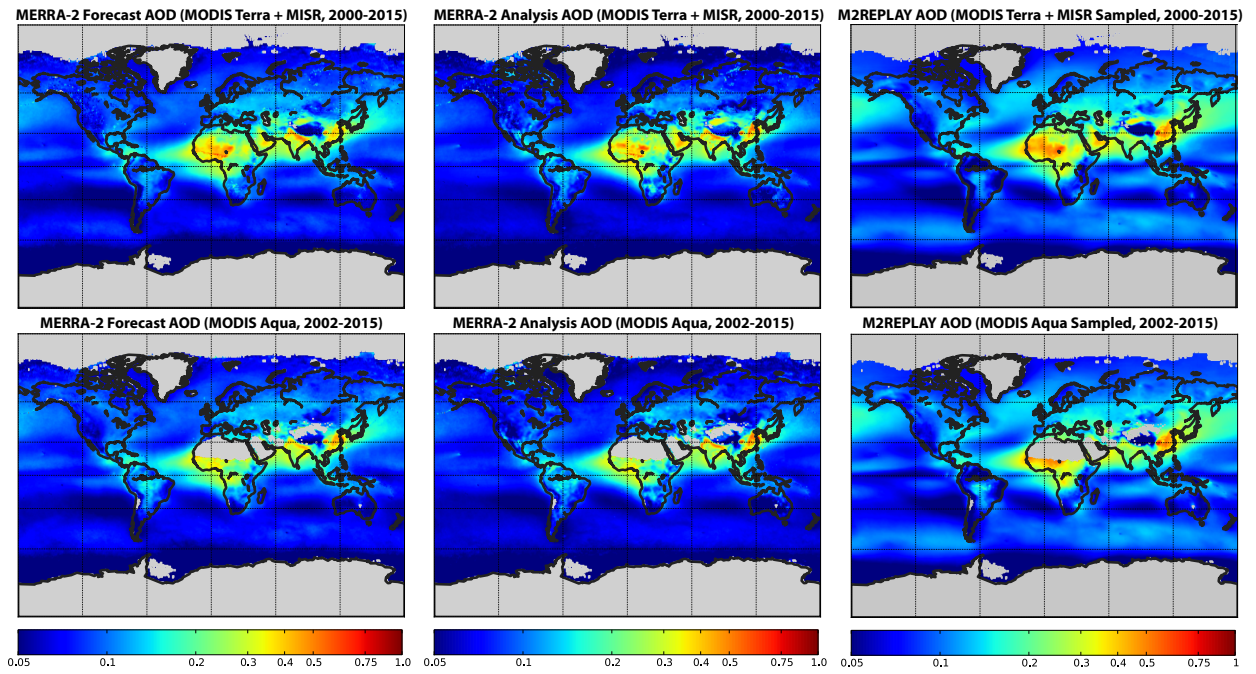 MERRA-2 Forecast AOD (MODIS Terra + MISR, 2000-2015)
MERRA-2 Analysis AOD (MODIS Terra + MISR, 2000-2015)
M2REPLAY AOD (MODIS Terra + MISR Sampled, 2000-2015)
MERRA-2 Forecast AOD (MODIS Aqua, 2002-2015)
MERRA-2 Analysis AOD (MODIS Aqua, 2002-2015)
M2REPLAY AOD (MODIS Aqua Sampled, 2002-2015)
0.05 0.1 0.2 0.3 0.4 0.5 0.75 1.0
0.05 0.1 0.2 0.3 0.4 0.5 0.75 1.0
0.05 0.1 0.2 0.3 0.4 0.5 0.75 1